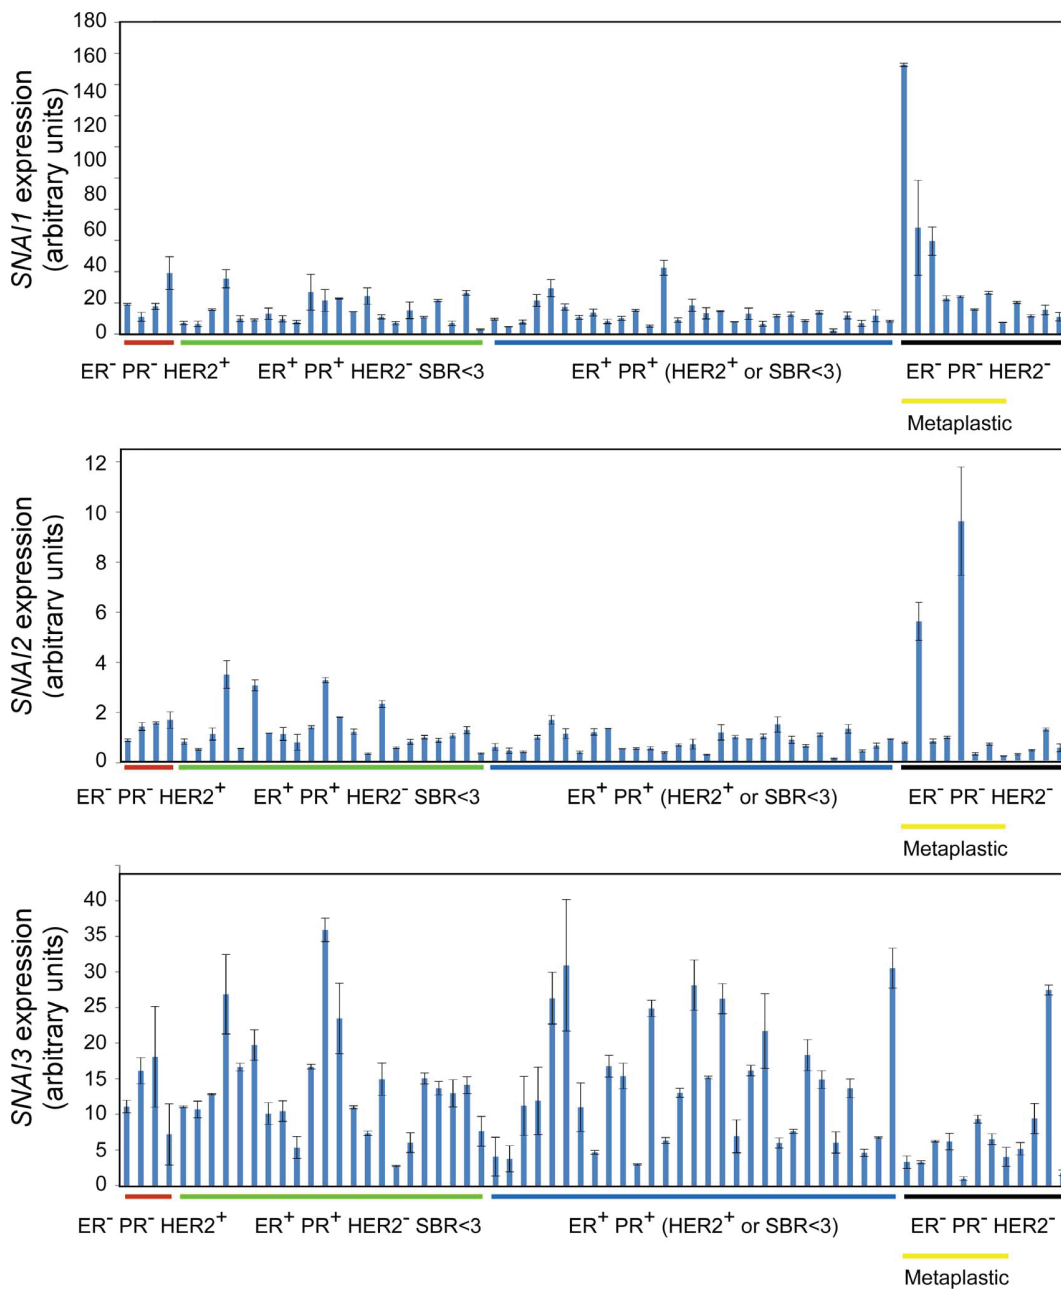 SNAI1 expression
(arbitrary units)
180
160
140
120
100
80
60
40
20
0
ER⁻ PR⁻ HER2⁺ ER⁺ PR⁺ HER2⁻ SBR<3 ER⁺ PR⁺ (HER2⁺ or SBR<3) ER⁻ PR⁻ HER2⁻
Metaplastic
SNAI2 expression
(arbitrary units)
12
10
8
6
4
2
0
ER⁻ PR⁻ HER2⁺ ER⁺ PR⁺ HER2⁻ SBR<3 ER⁺ PR⁺ (HER2⁺ or SBR<3) ER⁻ PR⁻ HER2⁻
Metaplastic
SNAI3 expression
(arbitrary units)
40
35
30
25
20
15
10
5
0
ER⁻ PR⁻ HER2⁺ ER⁺ PR⁺ HER2⁻ SBR<3 ER⁺ PR⁺ (HER2⁺ or SBR<3) ER⁻ PR⁻ HER2⁻
Metaplastic